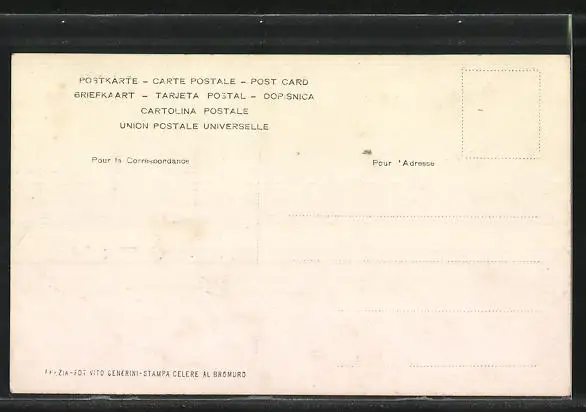 POSTKARTE – CARTE POSTALE – POST CARD
BRIEFKAART – TARJETA POSTAL – DOPISNICA
CARTOLINA POSTALE
UNION POSTALE UNIVERSELLE
Pour la Correspondance
Pour l'Adresse
FOT VITO GENERINI-STAMPA CELERE AL BROMURO